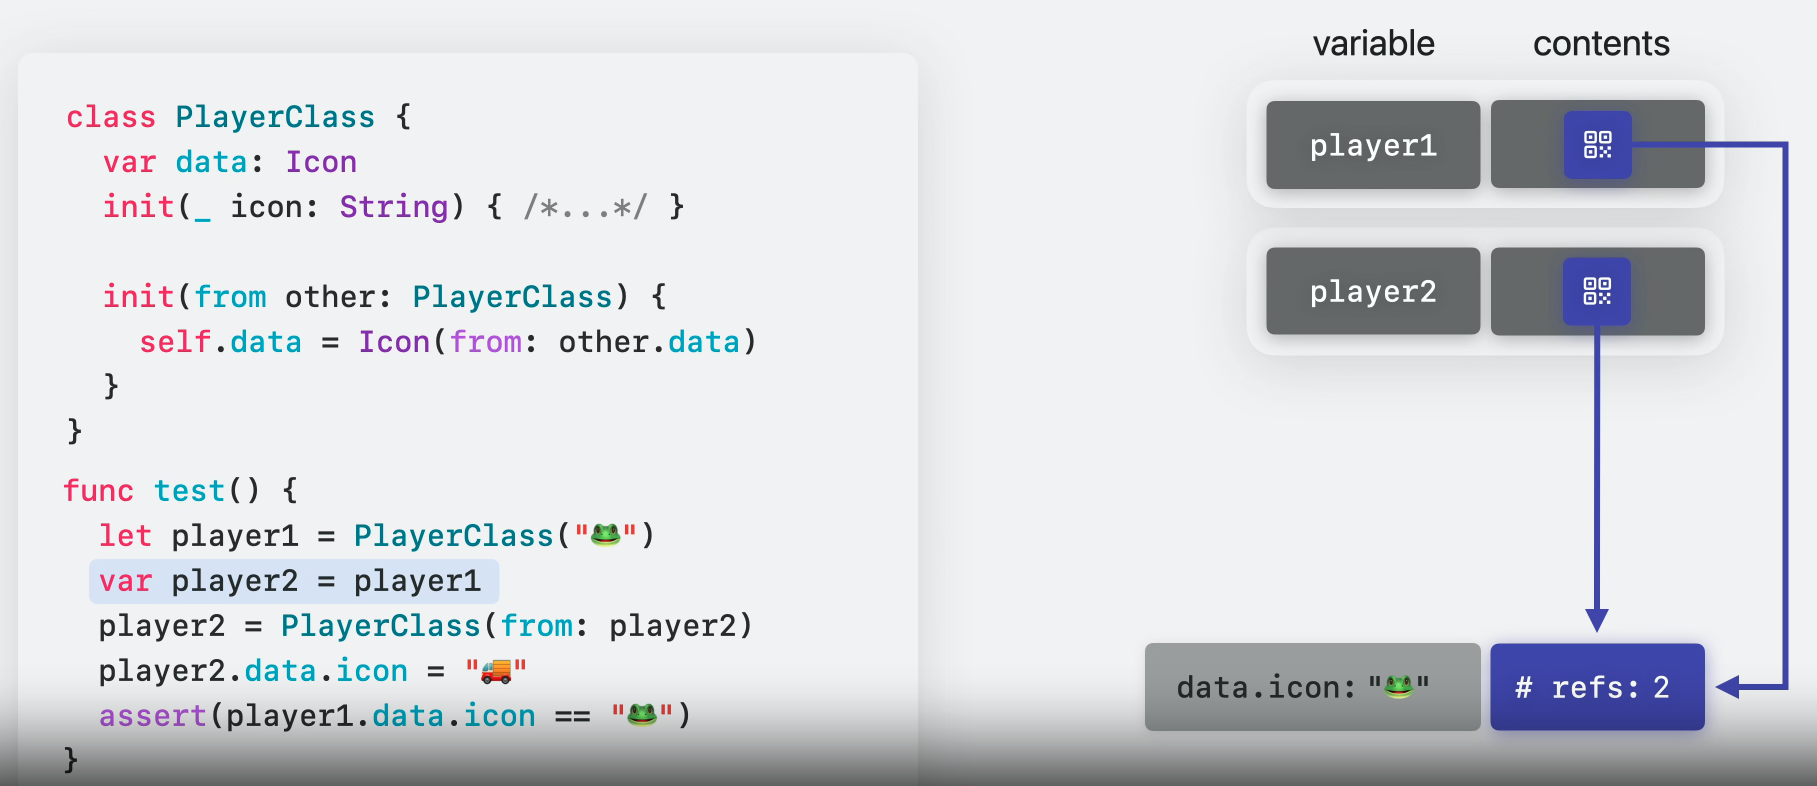 class PlayerClass {
var data: Icon
init(_ icon: String) { /*...*/ }
init(from other: PlayerClass) {
self.data = Icon(from: other.data)
}
}
func test() {
let player1 = PlayerClass("🐸")
var player2 = player1
player2 = PlayerClass(from: player2)
player2.data.icon = "🚚"
assert(player1.data.icon == "🐸")
}
variable contents
player1
player2
data.icon: "🐸" # refs: 2